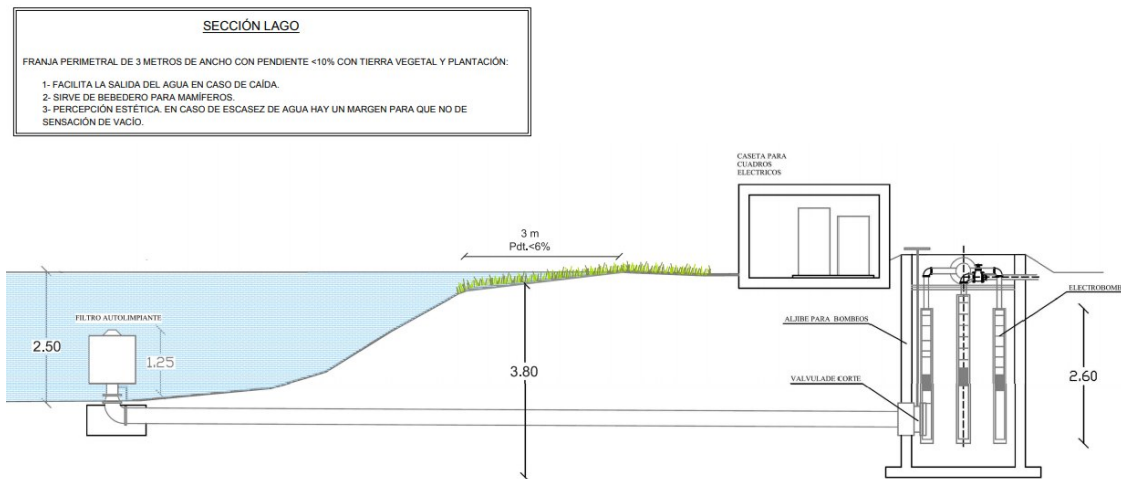 SECCIÓN LAGO
FRANJA PERIMETRAL DE 3 METROS DE ANCHO CON PENDIENTE <10% CON TIERRA VEGETAL Y PLANTACIÓN:
1- FACILITA LA SALIDA DEL AGUA EN CASO DE CAÍDA.
2- SIRVE DE BEBEDERO PARA MAMÍFEROS.
3- PERCEPCIÓN ESTÉTICA. EN CASO DE ESCASEZ DE AGUA HAY UN MARGEN PARA QUE NO DE
SENSACIÓN DE VACÍO.
CASETA PARA
CUADROS
ELECTRICOS
3 m
Pdt.<6%
ELECTROBOMB
FILTRO AUTOLIMPIANTE
ALJIBE PARA BOMBEOS
2.50
1.25
3.80
2.60
VALVULA DE CORTE